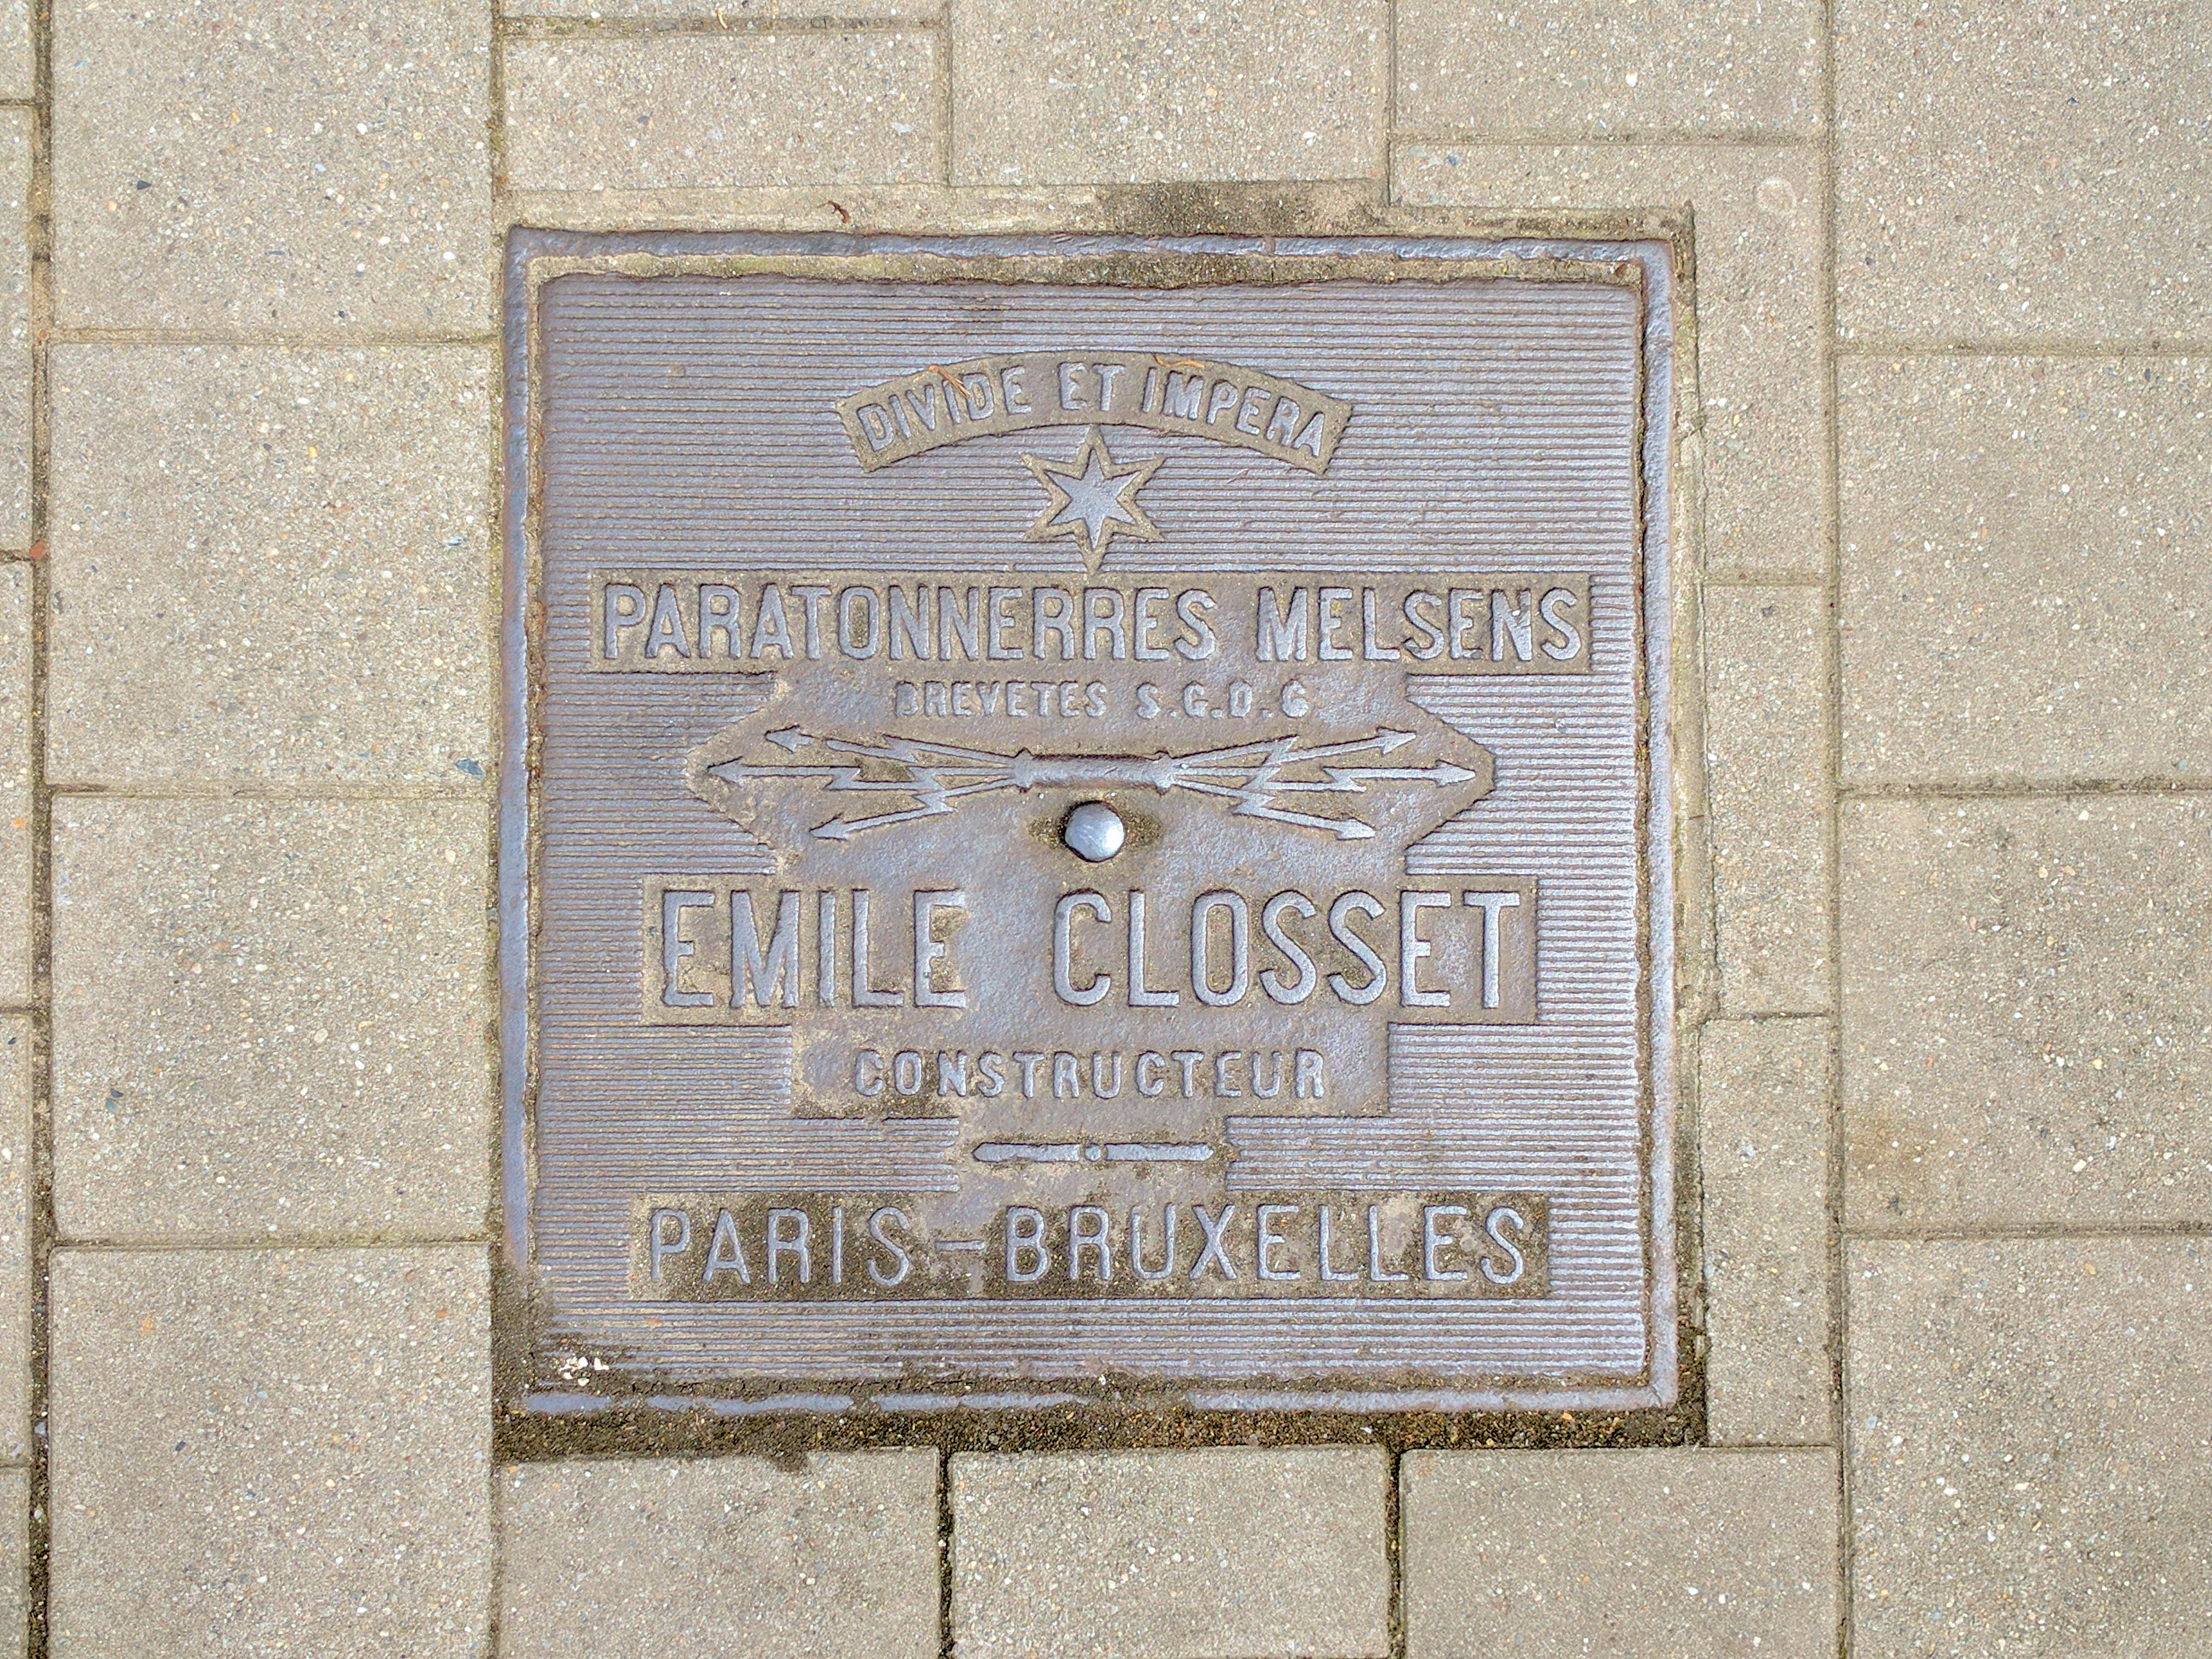 DIVIDE ET IMPERA
PARATONNERRES MELSENS
BREVETES S.G.D.G
EMILE CLOSSET
CONSTRUCTEUR
PARIS-BRUXELLES